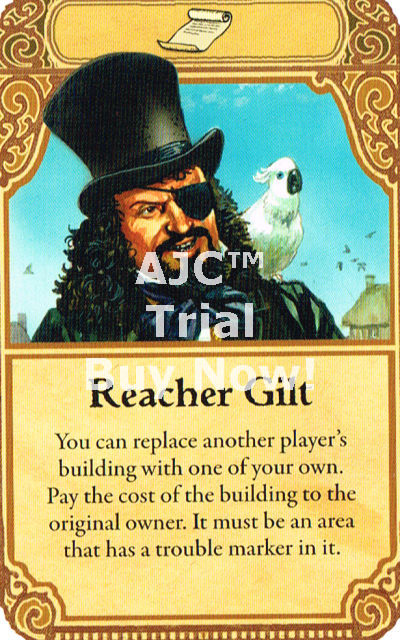 AJC™
Trial
Buy Now!
Reacher Gilt
You can replace another player's
building with one of your own.
Pay the cost of the building to the
original owner. It must be an area
that has a trouble marker in it.